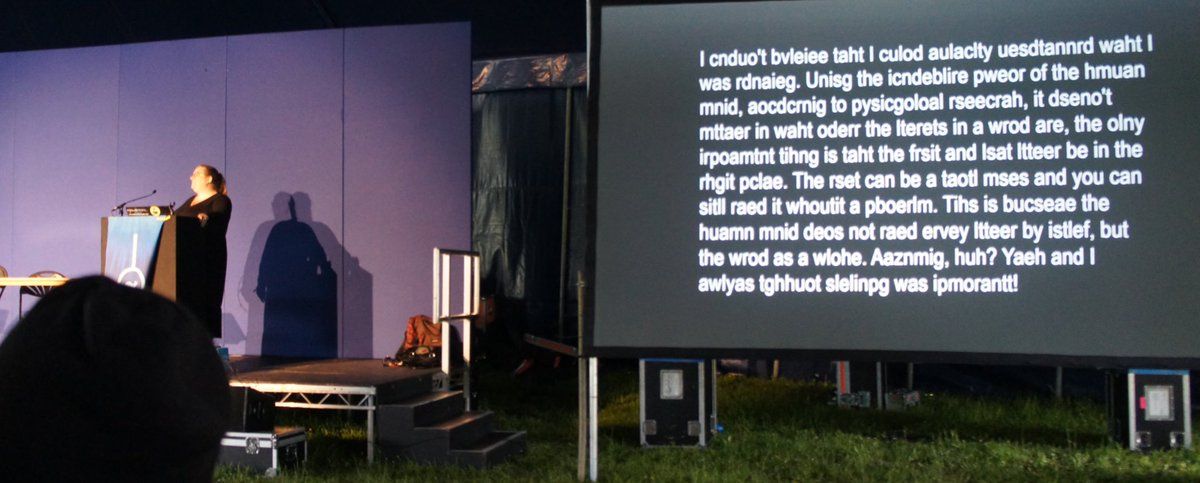 I cnduo't bvleiee taht I culod aulaclty uesdtannrd waht I
was rdnaieg. Unisg the icndeblire pweor of the hmuan
mnid, aocdcrnig to pysicgoloal rseecrah, it dseno't
mttaer in waht oderr the lterets in a wrod are, the olny
irpoamtnt tihng is taht the frsit and lsat ltteer be in the
rhgit pclae. The rset can be a taotl mses and you can
sitll raed it whoutit a pboerlm. Tihs is bucseae the
huamn mnid deos not raed ervey ltteer by istlef, but
the wrod as a wlohe. Aaznmig, huh? Yaeh and I
awlyas tghhuot slelinpg was ipmorantt!